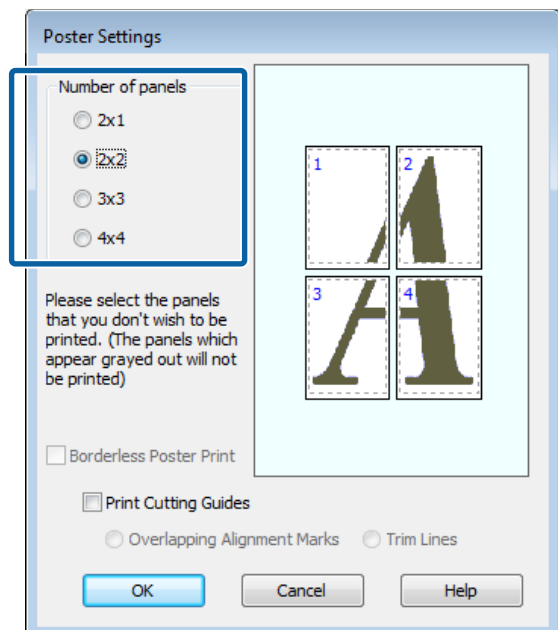 Poster Settings
Number of panels
2x1
2x2
3x3
4x4
1 2
3 4
Please select the panels
that you don't wish to be
printed. (The panels which
appear grayed out will not
be printed)
Borderless Poster Print
Print Cutting Guides
Overlapping Alignment Marks Trim Lines
OK Cancel Help